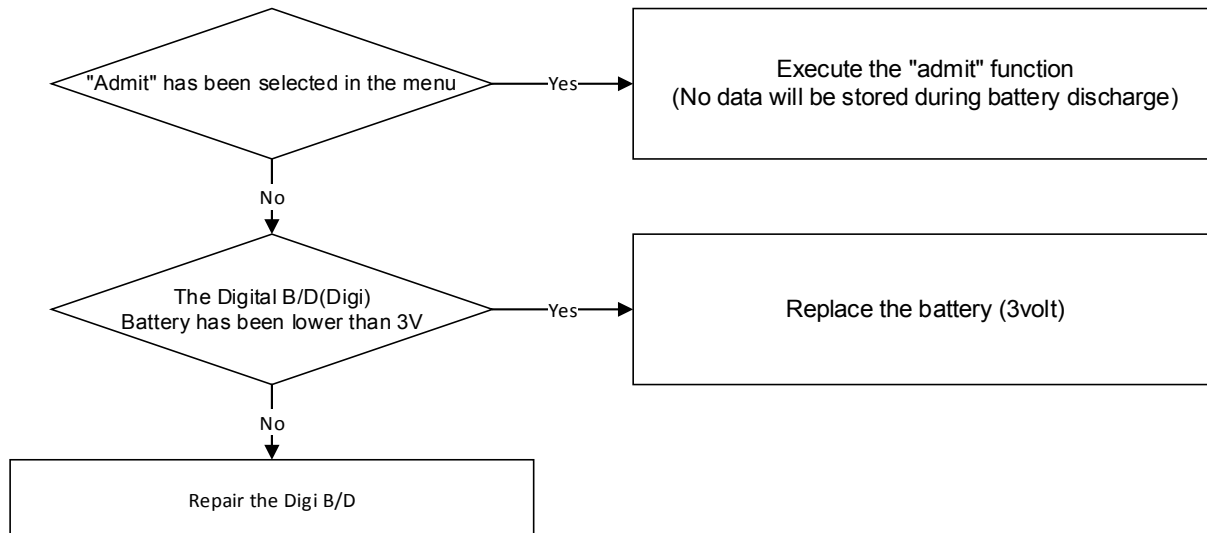 "Admit" has been selected in the menu
Yes
Execute the "admit" function
(No data will be stored during battery discharge)
No
The Digital B/D(Digi)
Battery has been lower than 3V
Yes
Replace the battery (3volt)
No
Repair the Digi B/D